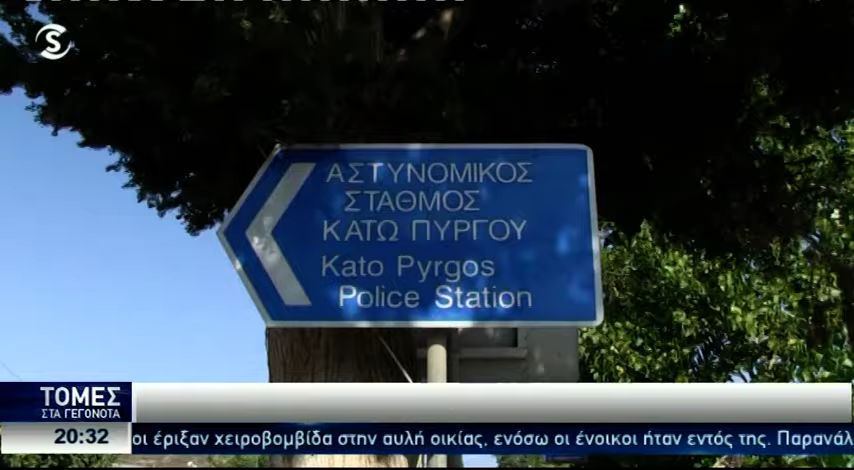 S
ΑΣΤΥΝΟΜΙΚΟΣ
ΣΤΑΘΜΟΣ
ΚΑΤΩ ΠΥΡΓΟΥ
Kato Pyrgos
Police Station
ΤΟΜΕΣ
ΣΤΑ ΓΕΓΟΝΟΤΑ
20:32 οι έριξαν χειροβομβίδα στην αυλή οικίας, ενόσω οι ένοικοι ήταν εντός της. Παρανάλ